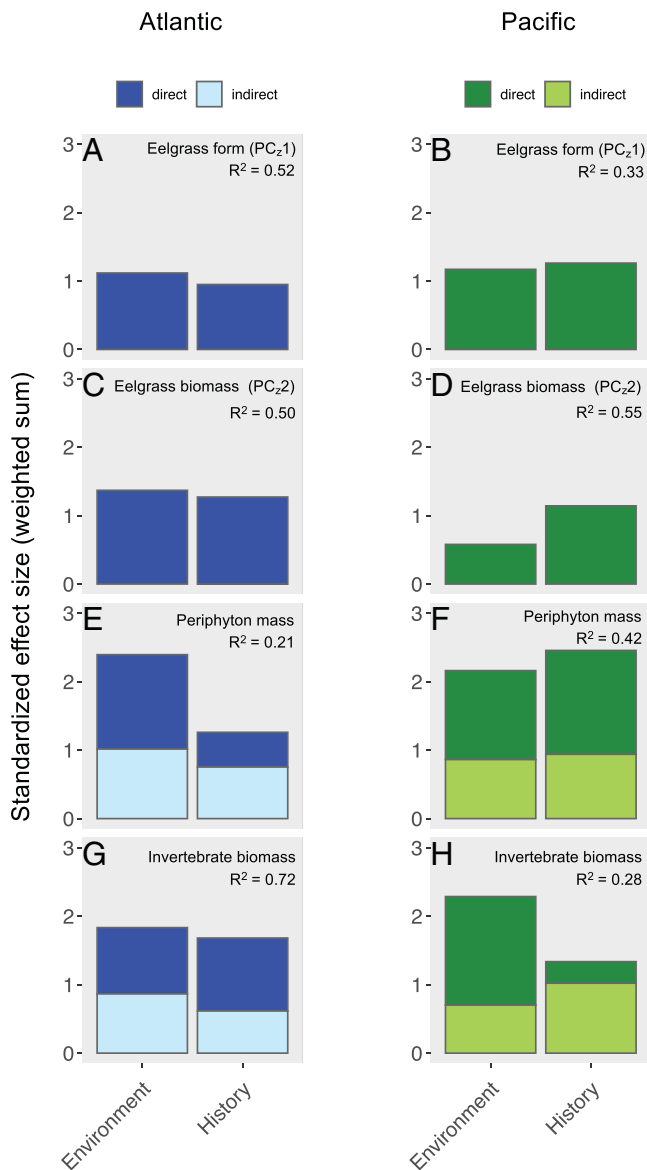 Atlantic
Pacific
direct
indirect
direct
indirect
Standardized effect size (weighted sum)
A
Eelgrass form (PCz1)
R² = 0.52
3
2
1
0
B
Eelgrass form (PCz1)
R² = 0.33
3
2
1
0
C
Eelgrass biomass (PCz2)
R² = 0.50
3
2
1
0
D
Eelgrass biomass (PCz2)
R² = 0.55
3
2
1
0
E
Periphyton mass
R² = 0.21
3
2
1
0
F
Periphyton mass
R² = 0.42
3
2
1
0
G
Invertebrate biomass
R² = 0.72
3
2
1
0
H
Invertebrate biomass
R² = 0.28
3
2
1
0
Environment
History
Environment
History